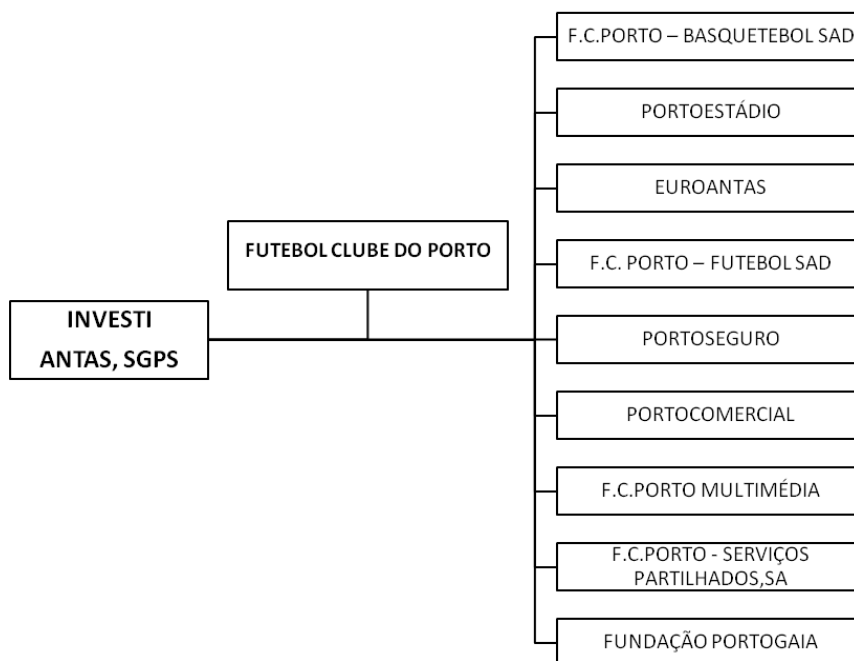 F.C.PORTO – BASQUETEBOL SAD
PORTOESTÁDIO
EUROANTAS
FUTEBOL CLUBE DO PORTO
F.C. PORTO – FUTEBOL SAD
INVESTI
ANTAS, SGPS
PORTOSEGURO
PORTOCOMERCIAL
F.C.PORTO MULTIMÉDIA
F.C.PORTO - SERVIÇOS
PARTILHADOS,SA
FUNDAÇÃO PORTOGAIA